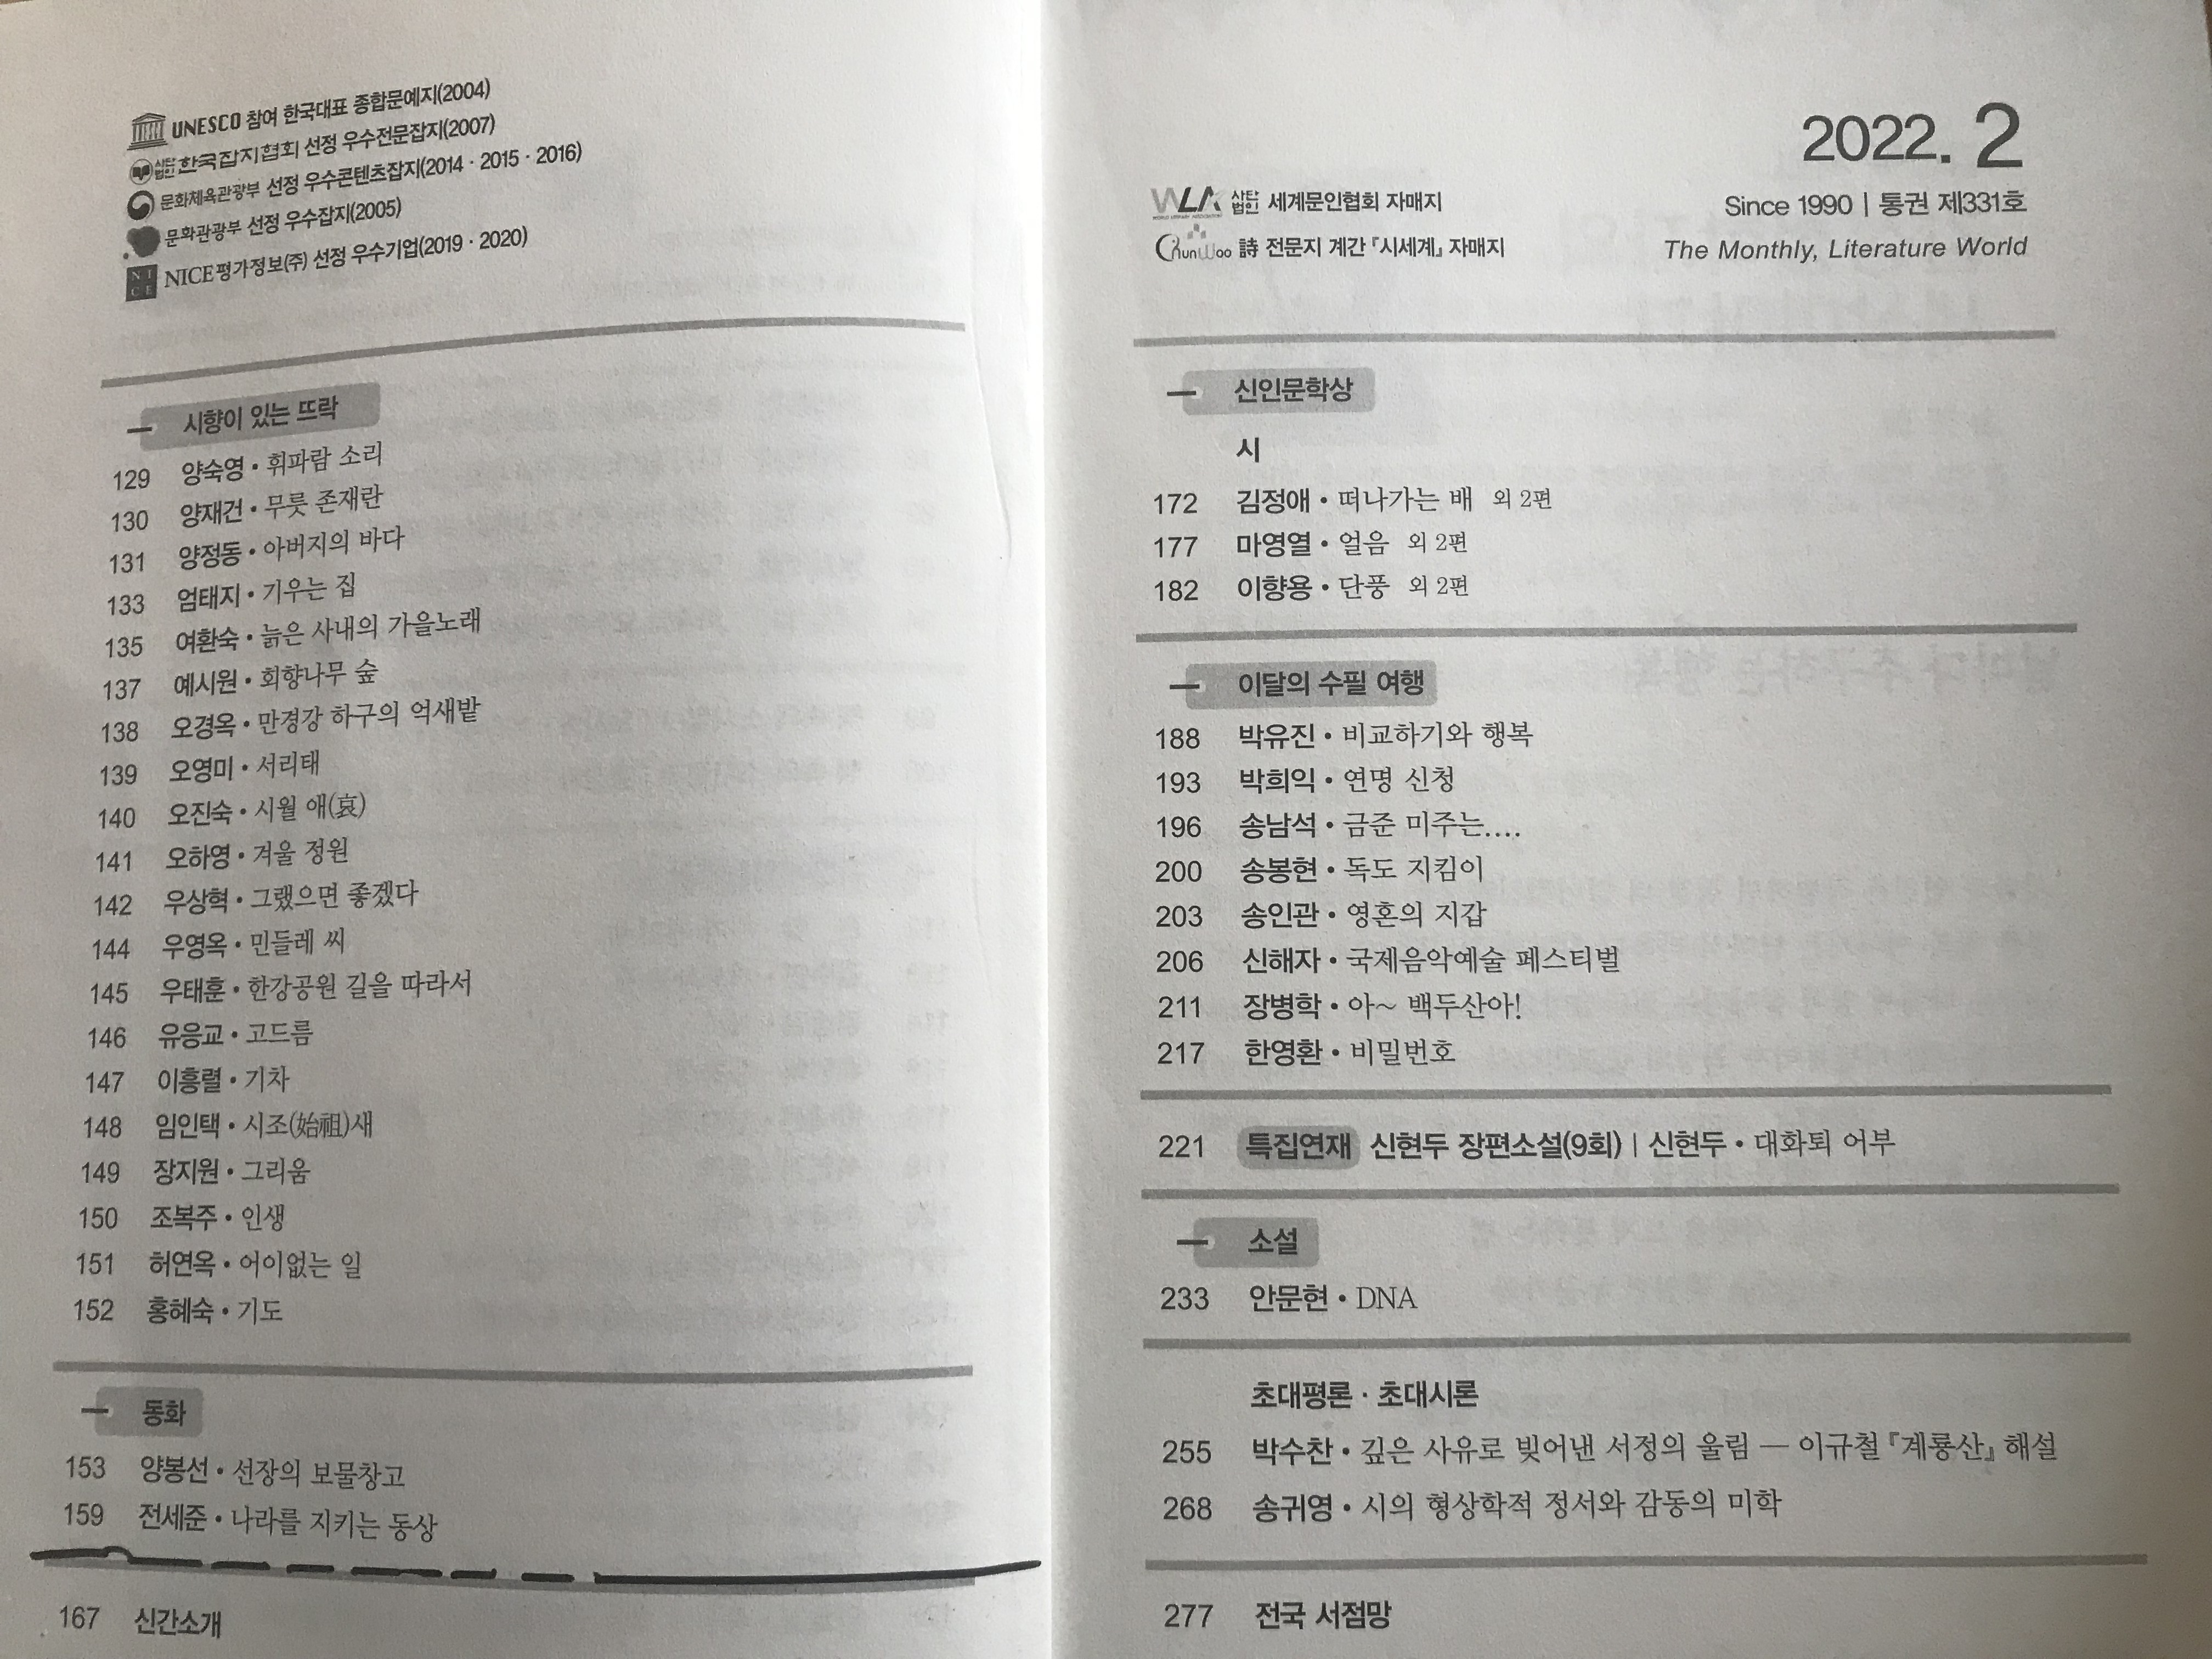 UNESCO 참여 한국대표 종합문예지(2004)
사단법인 한국잡지협회 선정 우수전문잡지(2007)
문화체육관광부 선정 우수콘텐츠잡지(2014 · 2015 · 2016)
문화관광부 선정 우수잡지(2005)
NICE NICE평가정보(주) 선정 우수기업(2019 · 2020)
시향이 있는 뜨락
129 양숙영 • 휘파람 소리
130 양재건 • 무릇 존재란
131 양정동 • 아버지의 바다
133 엄태지 • 기우는 집
135 여환숙 • 늙은 사내의 가을노래
137 예시원 • 회향나무 숲
138 오경옥 • 만경강 하구의 억새밭
139 오영미 • 서리태
140 오진숙 • 시월 애(哀)
141 오하영 • 겨울 정원
142 우상혁 • 그랬으면 좋겠다
144 우영옥 • 민들레 씨
145 우태훈 • 한강공원 길을 따라서
146 유응교 • 고드름
147 이흥렬 • 기차
148 임인택 • 시조(始祖)새
149 장지원 • 그리움
150 조복주 • 인생
151 허연옥 • 어이없는 일
152 홍혜숙 • 기도
동화
153 양봉선 • 선장의 보물창고
159 전세준 • 나라를 지키는 동상
167 신간소개
2022. 2
Since 1990 | 통권 제331호
The Monthly, Literature World
WLA 사단법인 세계문인협회 자매지
ChunWoo 詩 전문지 계간 『시세계』 자매지
신인문학상
시
172 김정애 • 떠나가는 배 외 2편
177 마영열 • 얼음 외 2편
182 이향용 • 단풍 외 2편
이달의 수필 여행
188 박유진 • 비교하기와 행복
193 박희익 • 연명 신청
196 송남석 • 금준 미주는....
200 송봉현 • 독도 지킴이
203 송인관 • 영혼의 지갑
206 신해자 • 국제음악예술 페스티벌
211 장병학 • 아~ 백두산아!
217 한영환 • 비밀번호
221 특집연재 신현두 장편소설(9회) | 신현두 • 대화퇴 어부
소설
233 안문현 • DNA
초대평론 · 초대시론
255 박수찬 • 깊은 사유로 빚어낸 서정의 울림 — 이규철 『계룡산』 해설
268 송귀영 • 시의 형상학적 정서와 감동의 미학
277 전국 서점망